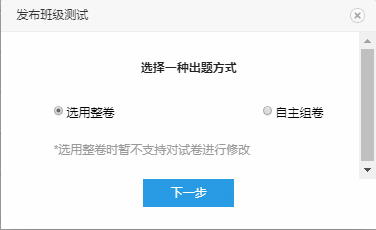 发布班级测试
选择一种出题方式
选用整卷 自主组卷
*选用整卷时暂不支持对试卷进行修改
下一步